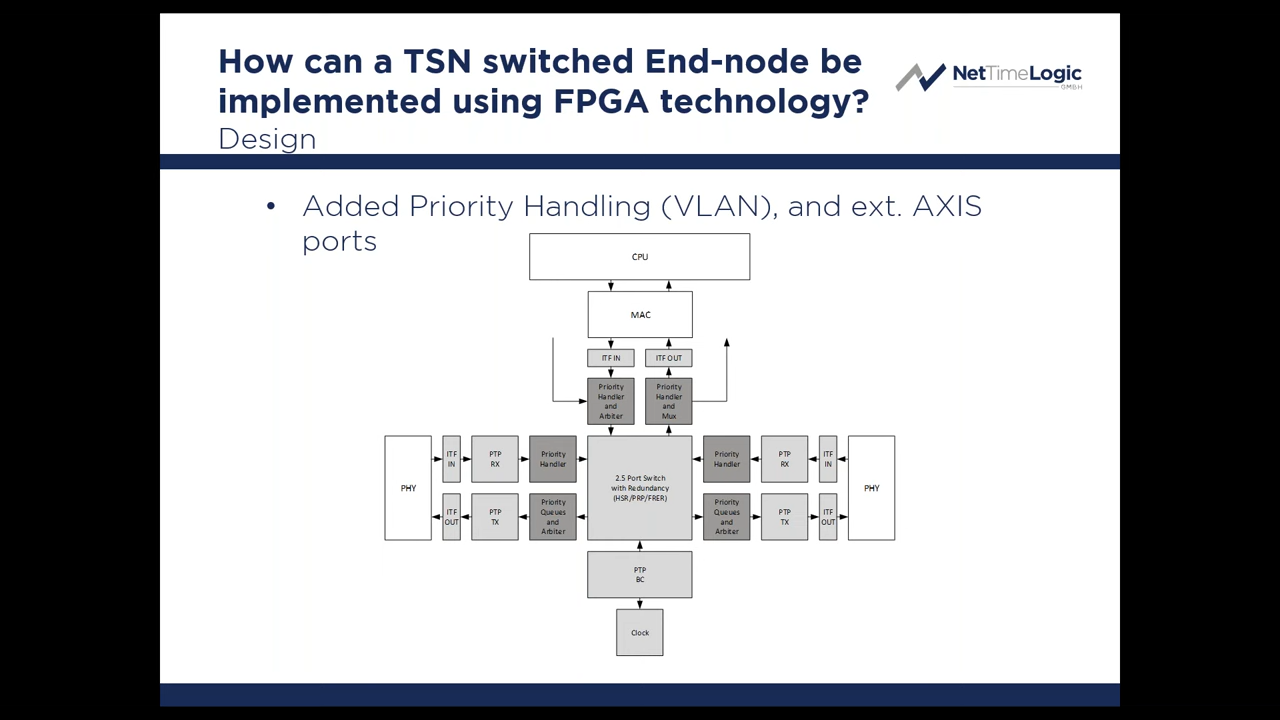 How can a TSN switched End-node be
implemented using FPGA technology?
Design
NetTimeLogic
GMBH
• Added Priority Handling (VLAN), and ext. AXIS
ports
CPU
MAC
ITF IN
ITF OUT
Priority
Handler
and
Arbiter
Priority
Handler
and
Mux
PHY
ITF
IN
PTP
RX
Priority
Handler
2.5 Port Switch
with Redundancy
(HSR/PRP/FRER)
Priority
Handler
PTP
RX
ITF
IN
PHY
ITF
OUT
PTP
TX
Priority
Queues
and
Arbiter
Priority
Queues
and
Arbiter
PTP
TX
ITF
OUT
PTP
BC
Clock